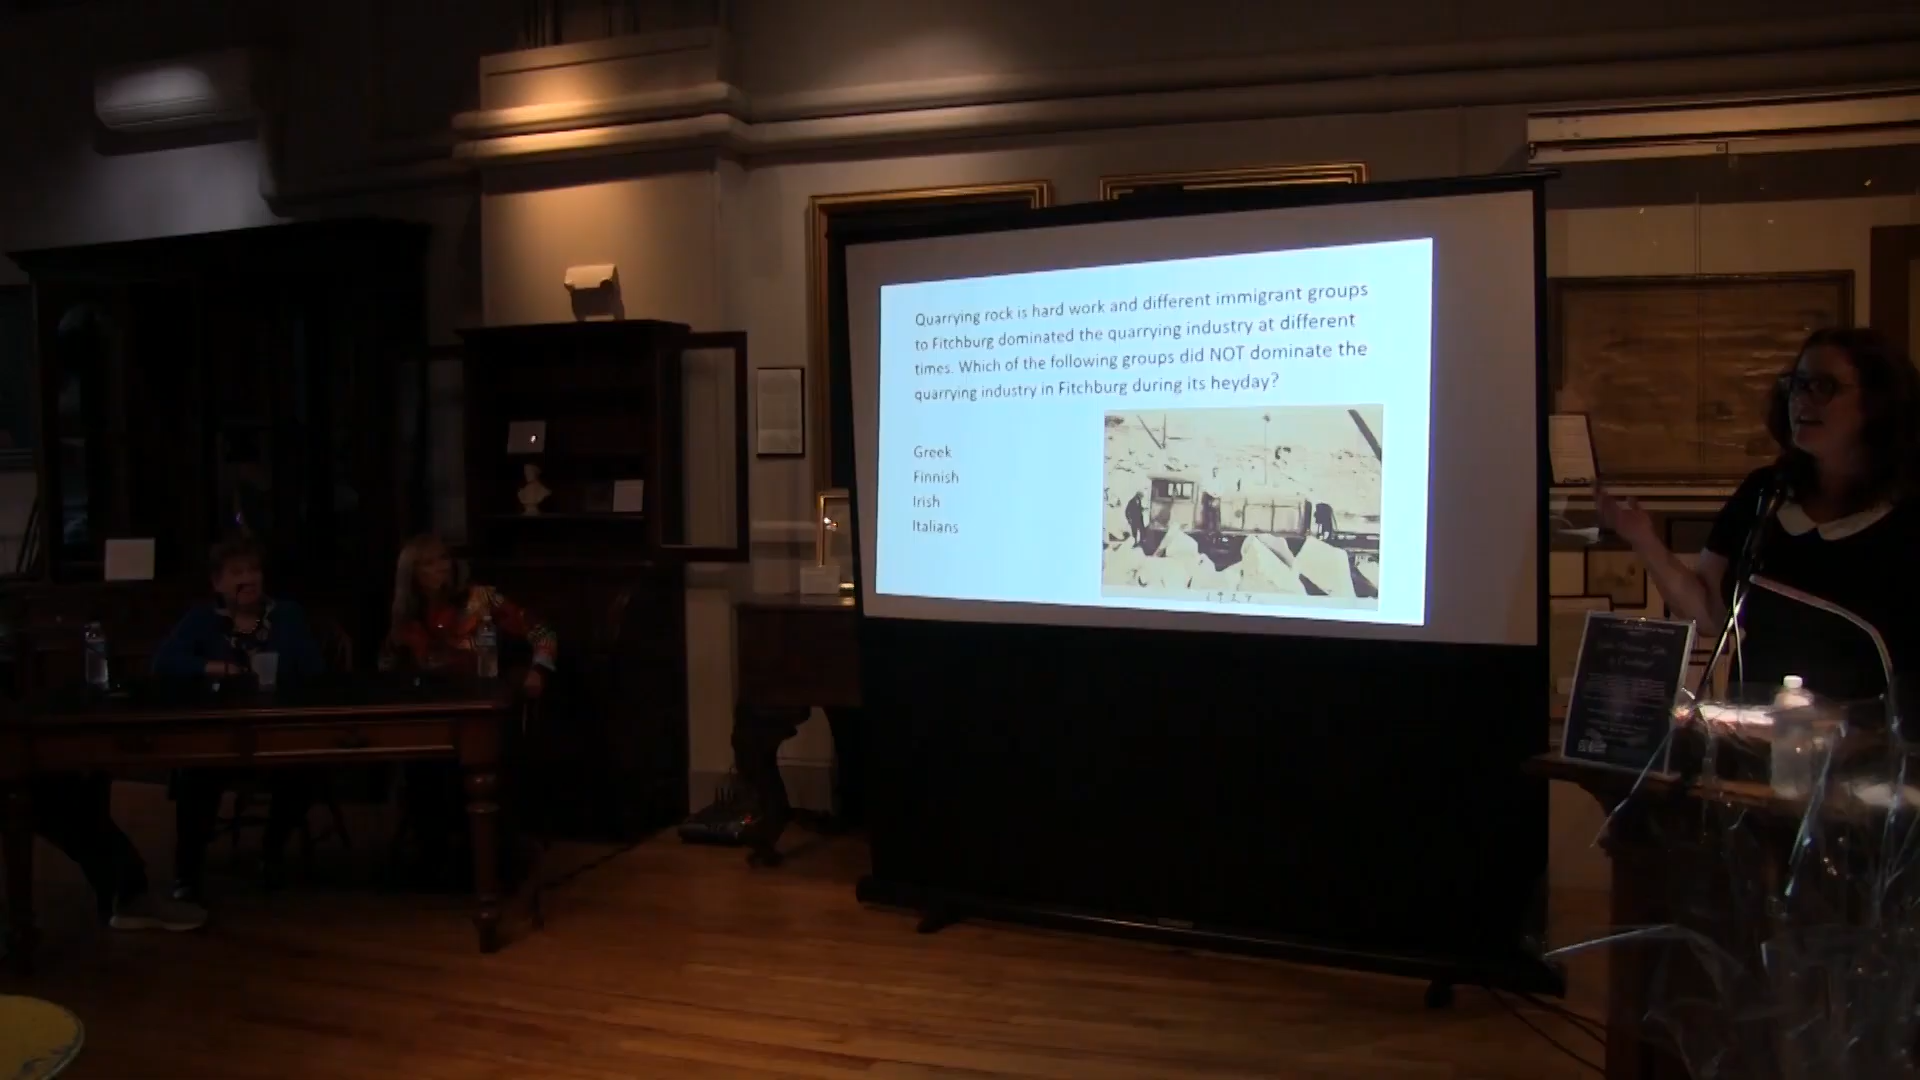 Quarrying rock is hard work and different immigrant groups
to Fitchburg dominated the quarrying industry at different
times. Which of the following groups did NOT dominate the
quarrying industry in Fitchburg during its heyday?
Greek
Finnish
Irish
Italians